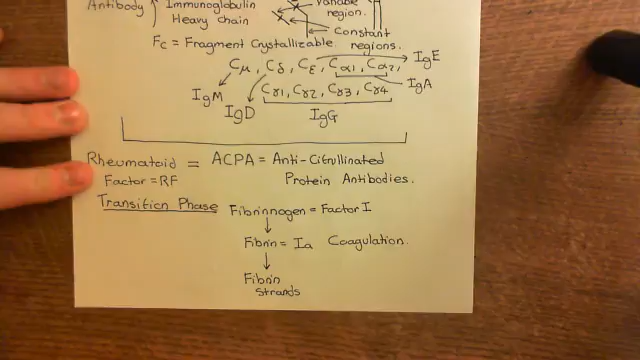 Antibody Immunoglobulin Variable
Heavy chain region.
Constant
Fc = Fragment Crystallizable regions.
Cμ, Cδ, Cε, Cα1, Cα2, IgE
IgM Cγ1, Cγ2, Cγ3, Cγ4 IgA
IgD IgG
Rheumatoid = ACPA = Anti-Citrullinated
Factor = RF Protein Antibodies.
Transition Phase Fibrinnogen = Factor I
Fibrin = Ia Coagulation.
Fibrin
Strands